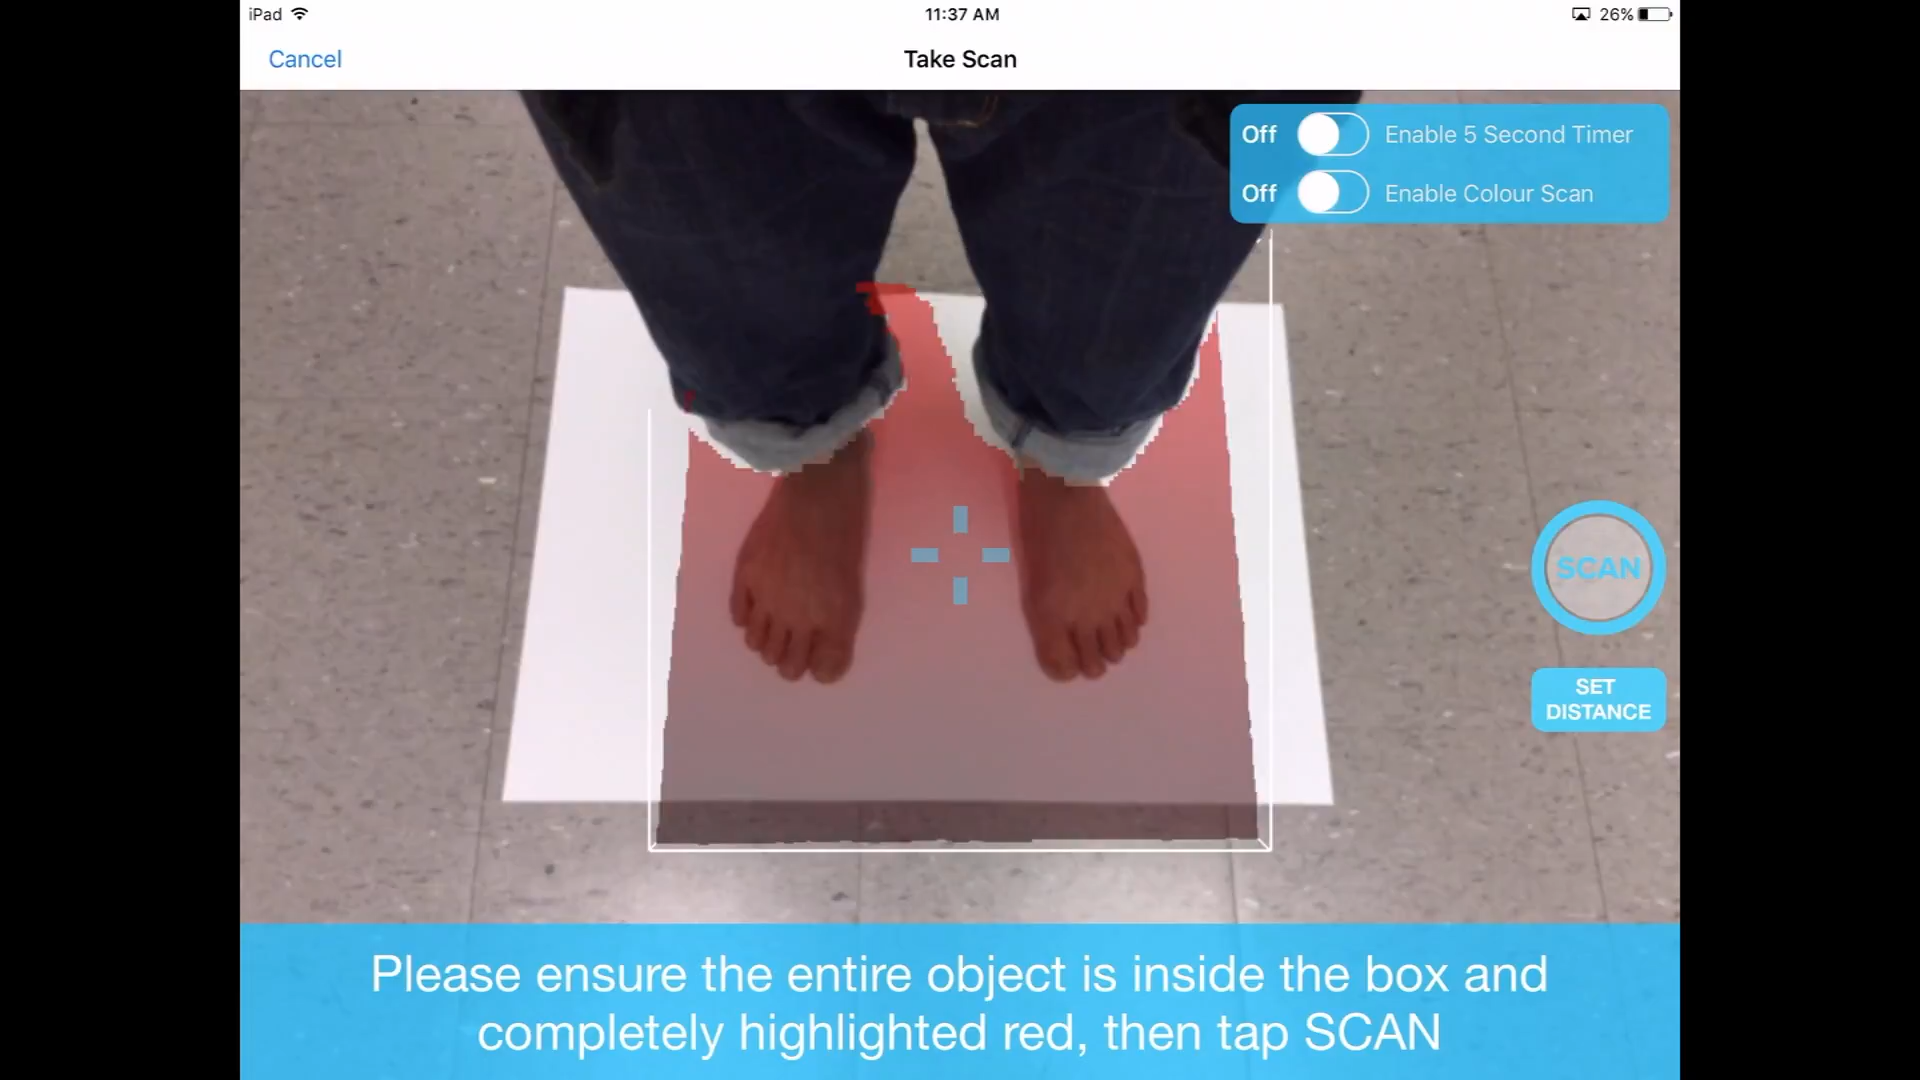 iPad 11:37 AM 26%
Cancel Take Scan
Off Enable 5 Second Timer
Off Enable Colour Scan
SCAN
SET
DISTANCE
Please ensure the entire object is inside the box and
completely highlighted red, then tap SCAN